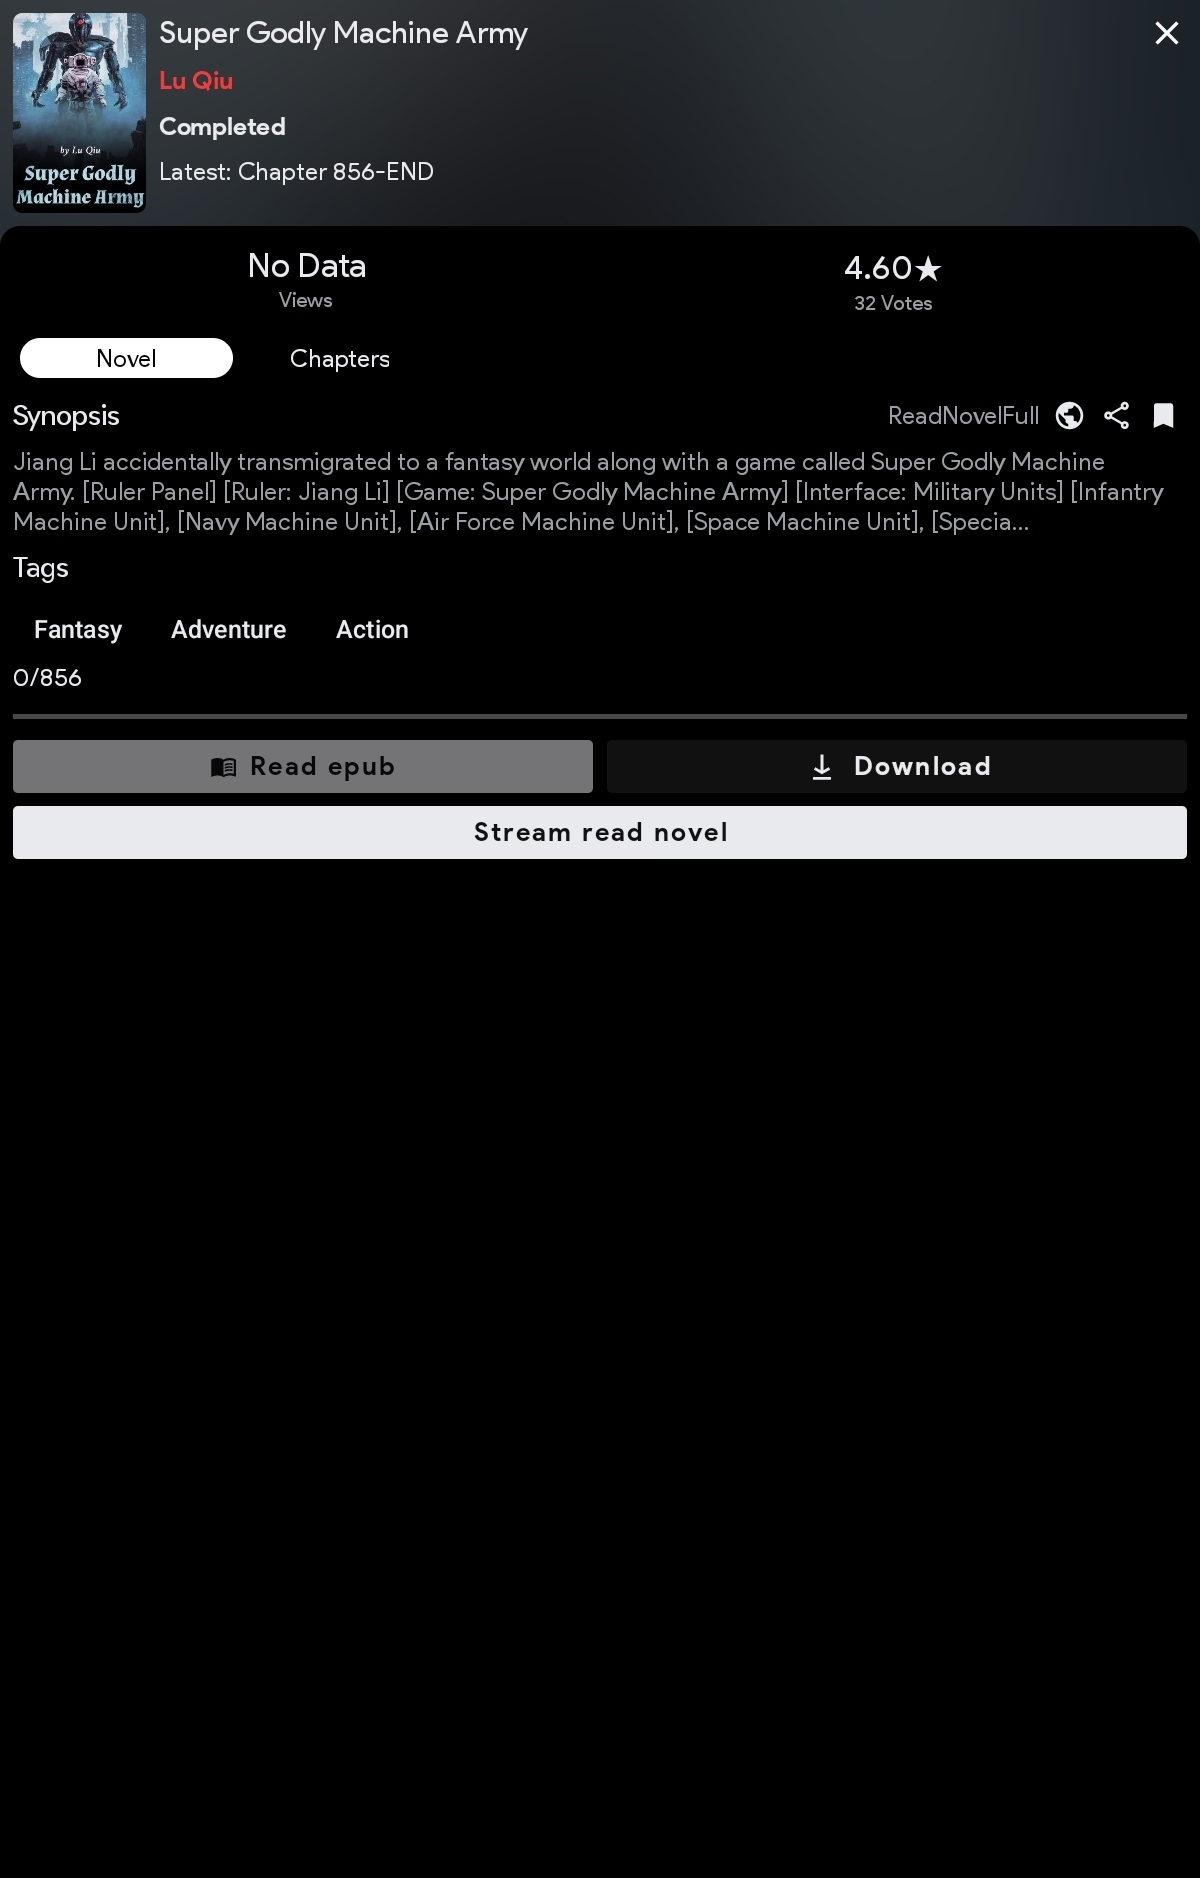 Super Godly Machine Army
Lu Qiu
Completed
Latest: Chapter 856-END
by Lu Qiu
Super Godly
Machine Army
No Data
Views
4.60★
32 Votes
Novel
Chapters
Synopsis
ReadNovelFull
Jiang Li accidentally transmigrated to a fantasy world along with a game called Super Godly Machine
Army. [Ruler Panel] [Ruler: Jiang Li] [Game: Super Godly Machine Army] [Interface: Military Units] [Infantry
Machine Unit], [Navy Machine Unit], [Air Force Machine Unit], [Space Machine Unit], [Specia...
Tags
Fantasy Adventure Action
0/856
Read epub
Download
Stream read novel